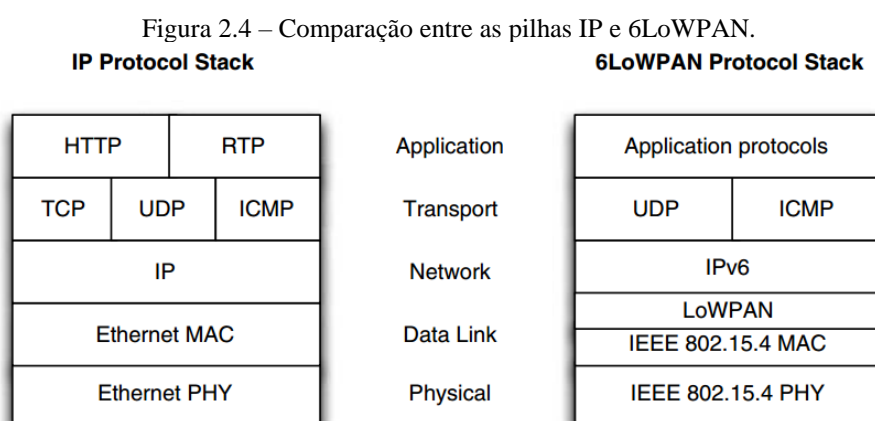 Figura 2.4 – Comparação entre as pilhas IP e 6LoWPAN.
IP Protocol Stack 6LoWPAN Protocol Stack
HTTP RTP Application Application protocols
TCP UDP ICMP Transport UDP ICMP
IP Network IPv6
LoWPAN
Ethernet MAC Data Link IEEE 802.15.4 MAC
Ethernet PHY Physical IEEE 802.15.4 PHY